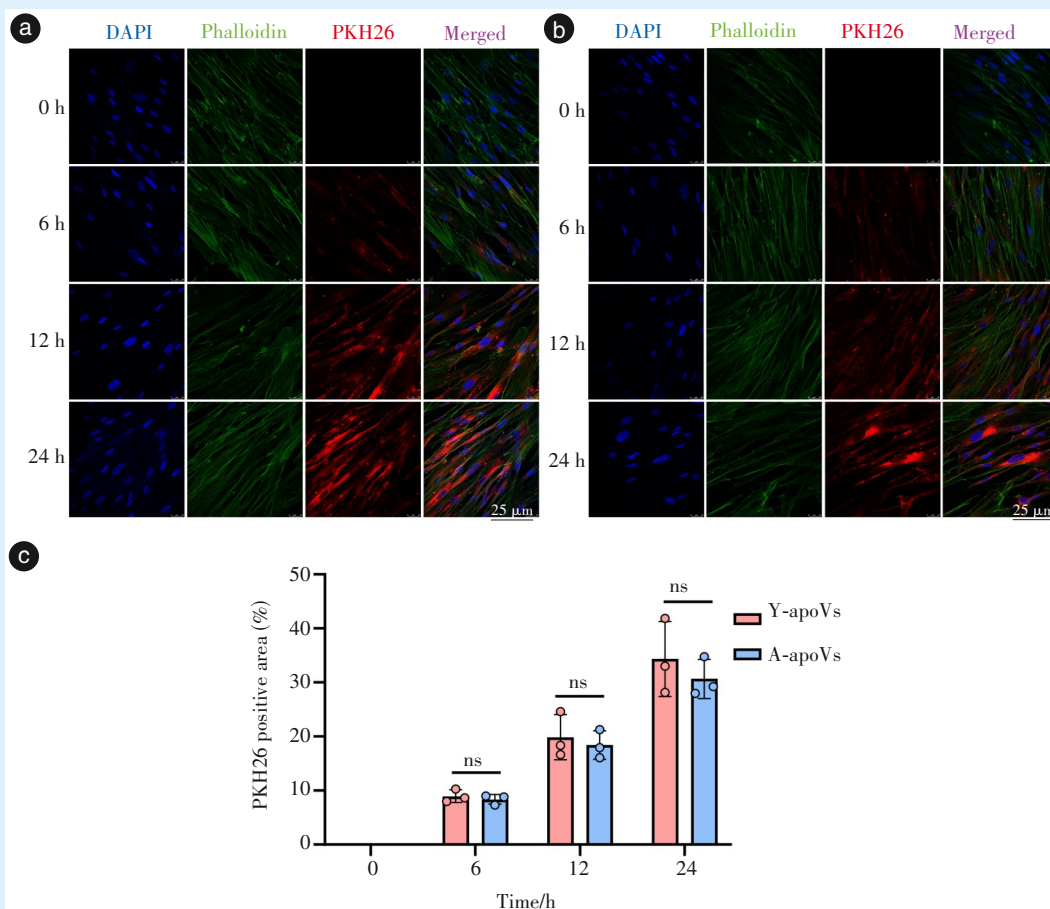 a
DAPI Phalloidin PKH26 Merged
0 h
6 h
12 h
24 h
25 μm
b
DAPI Phalloidin PKH26 Merged
0 h
6 h
12 h
24 h
25 μm
c
PKH26 positive area (%)
50
40
30
20
10
0
ns
ns
ns
Y-apoVs
A-apoVs
0 6 12 24
Time/h